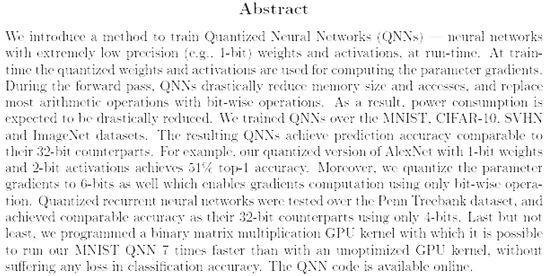 Abstract
We introduce a method to train Quantized Neural Networks (QNNs) — neural networks
with extremely low precision (e.g., 1-bit) weights and activations, at run-time. At train-
time the quantized weights and activations are used for computing the parameter gradients.
During the forward pass, QNNs drastically reduce memory size and accesses, and replace
most arithmetic operations with bit-wise operations. As a result, power consumption is
expected to be drastically reduced. We trained QNNs over the MNIST, CIFAR-10, SVHN
and ImageNet datasets. The resulting QNNs achieve prediction accuracy comparable to
their 32-bit counterparts. For example, our quantized version of AlexNet with 1-bit weights
and 2-bit activations achieves 51% top-1 accuracy. Moreover, we quantize the parameter
gradients to 6-bits as well which enables gradients computation using only bit-wise opera-
tion. Quantized recurrent neural networks were tested over the Penn Treebank dataset, and
achieved comparable accuracy as their 32-bit counterparts using only 4-bits. Last but not
least, we programmed a binary matrix multiplication GPU kernel with which it is possible
to run our MNIST QNN 7 times faster than with an unoptimized GPU kernel, without
suffering any loss in classification accuracy. The QNN code is available online.